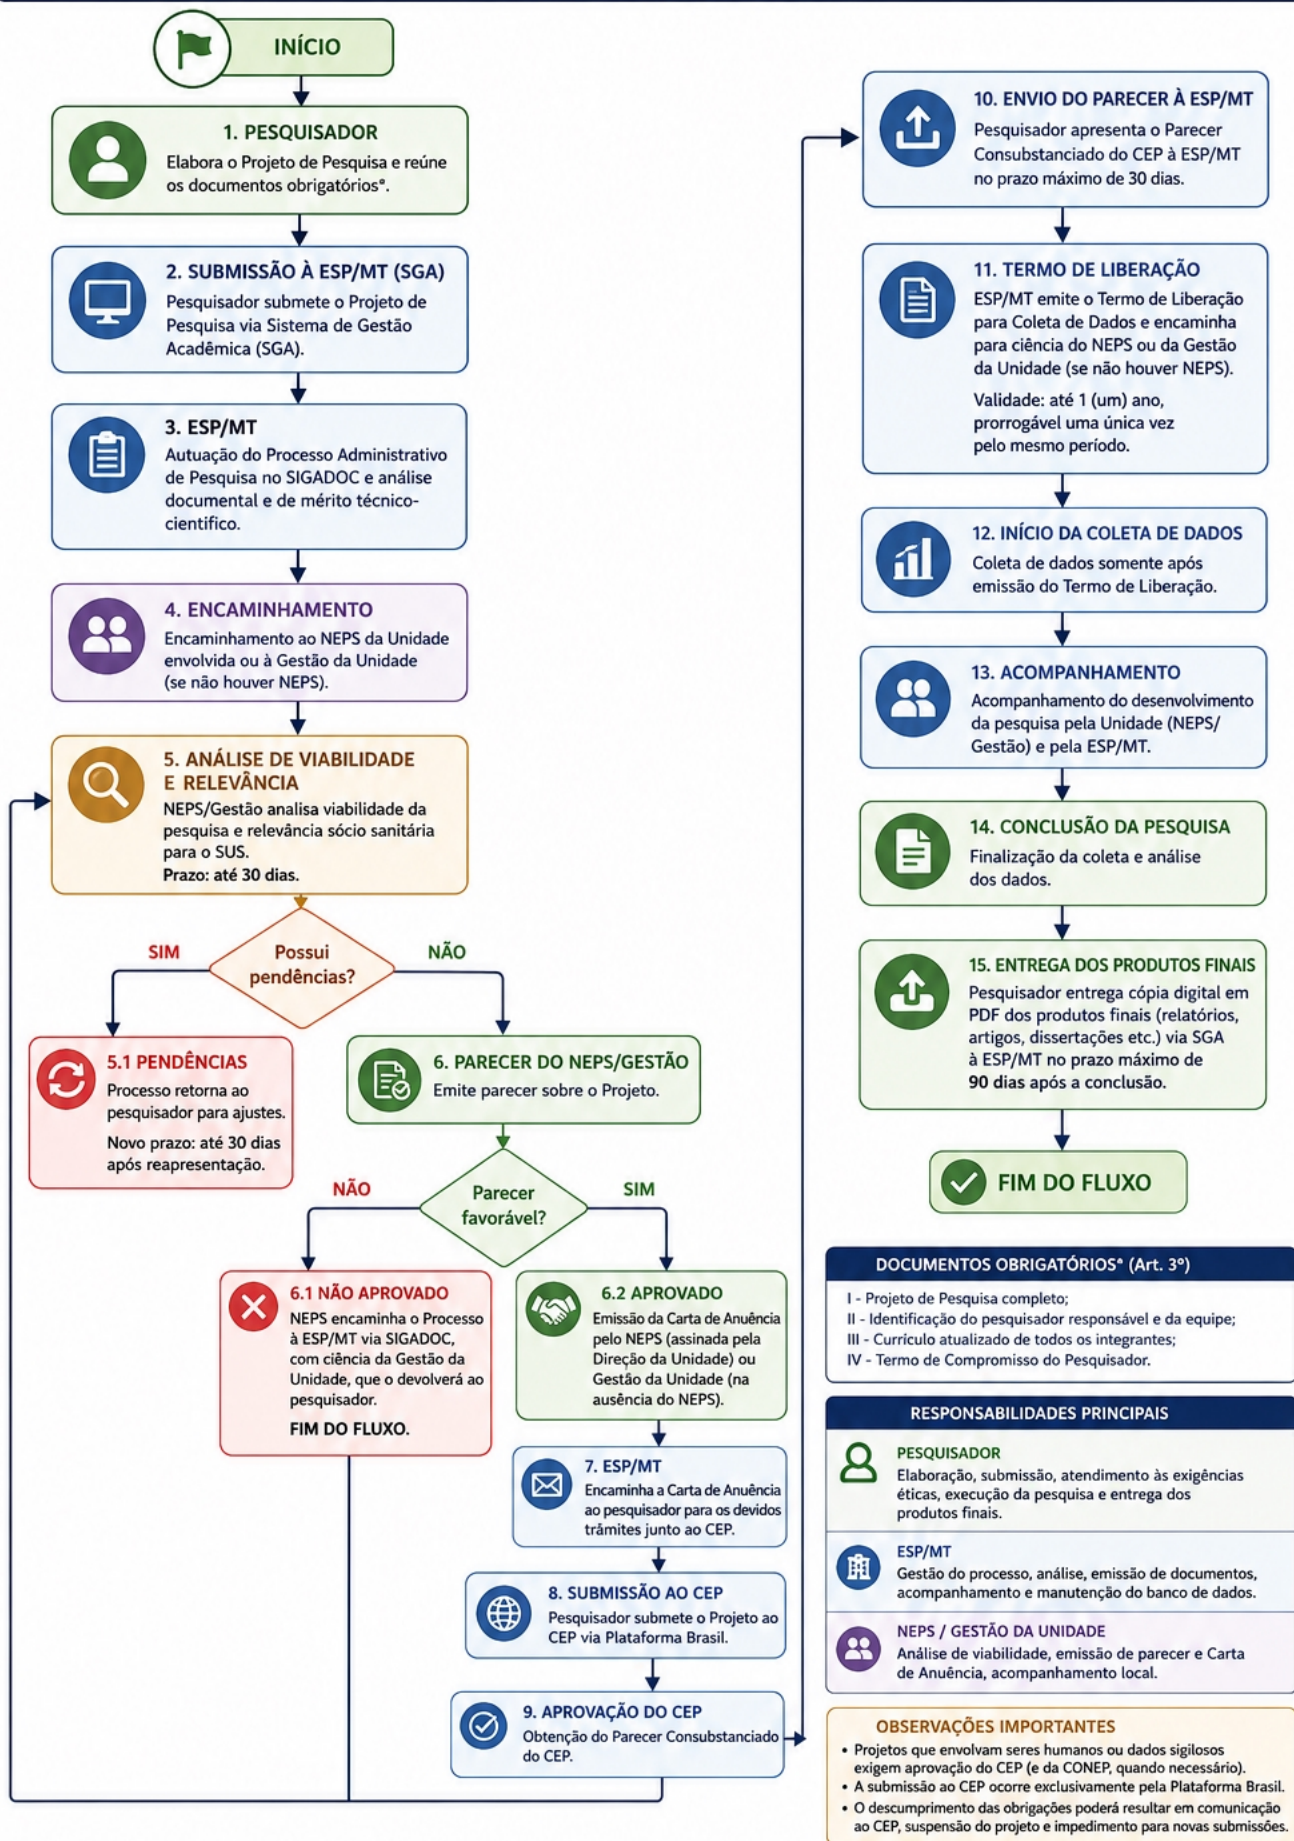 INÍCIO
1. PESQUISADOR
Elabora o Projeto de Pesquisa e reúne
os documentos obrigatórios*.
2. SUBMISSÃO À ESP/MT (SGA)
Pesquisador submete o Projeto de
Pesquisa via Sistema de Gestão
Acadêmica (SGA).
3. ESP/MT
Autuação do Processo Administrativo
de Pesquisa no SIGADOC e análise
documental e de mérito técnico-
cientifico.
4. ENCAMINHAMENTO
Encaminhamento ao NEPS da Unidade
envolvida ou à Gestão da Unidade
(se não houver NEPS).
5. ANÁLISE DE VIABILIDADE
E RELEVÂNCIA
NEPS/Gestão analisa viabilidade da
pesquisa e relevância sócio sanitária
para o SUS.
Prazo: até 30 dias.
Possui
pendências?
SIM
NÃO
5.1 PENDÊNCIAS
Processo retorna ao
pesquisador para ajustes.
Novo prazo: até 30 dias
após reapresentação.
6. PARECER DO NEPS/GESTÃO
Emite parecer sobre o Projeto.
Parecer
favorável?
NÃO
SIM
6.1 NÃO APROVADO
NEPS encaminha o Processo
à ESP/MT via SIGADOC,
com ciência da Gestão da
Unidade, que o devolverá ao
pesquisador.
FIM DO FLUXO.
6.2 APROVADO
Emissão da Carta de Anuência
pelo NEPS (assinada pela
Direção da Unidade) ou
Gestão da Unidade (na
ausência do NEPS).
7. ESP/MT
Encaminha a Carta de Anuência
ao pesquisador para os devidos
trâmites junto ao CEP.
8. SUBMISSÃO AO CEP
Pesquisador submete o Projeto ao
CEP via Plataforma Brasil.
9. APROVAÇÃO DO CEP
Obtenção do Parecer Consubstanciado
do CEP.
10. ENVIO DO PARECER À ESP/MT
Pesquisador apresenta o Parecer
Consubstanciado do CEP à ESP/MT
no prazo máximo de 30 dias.
11. TERMO DE LIBERAÇÃO
ESP/MT emite o Termo de Liberação
para Coleta de Dados e encaminha
para ciência do NEPS ou da Gestão
da Unidade (se não houver NEPS).
Validade: até 1 (um) ano,
prorrogável uma única vez
pelo mesmo período.
12. INÍCIO DA COLETA DE DADOS
Coleta de dados somente após
emissão do Termo de Liberação.
13. ACOMPANHAMENTO
Acompanhamento do desenvolvimento
da pesquisa pela Unidade (NEPS/
Gestão) e pela ESP/MT.
14. CONCLUSÃO DA PESQUISA
Finalização da coleta e análise
dos dados.
15. ENTREGA DOS PRODUTOS FINAIS
Pesquisador entrega cópia digital em
PDF dos produtos finais (relatórios,
artigos, dissertações etc.) via SGA
à ESP/MT no prazo máximo de
90 dias após a conclusão.
FIM DO FLUXO
DOCUMENTOS OBRIGATÓRIOS* (Art. 3º)
I - Projeto de Pesquisa completo;
II - Identificação do pesquisador responsável e da equipe;
III - Currículo atualizado de todos os integrantes;
IV - Termo de Compromisso do Pesquisador.
RESPONSABILIDADES PRINCIPAIS
PESQUISADOR
Elaboração, submissão, atendimento às exigências
éticas, execução da pesquisa e entrega dos
produtos finais.
ESP/MT
Gestão do processo, análise, emissão de documentos,
acompanhamento e manutenção do banco de dados.
NEPS / GESTÃO DA UNIDADE
Análise de viabilidade, emissão de parecer e Carta
de Anuência, acompanhamento local.
OBSERVAÇÕES IMPORTANTES
• Projetos que envolvam seres humanos ou dados sigilosos
exigem aprovação do CEP (e da CONEP, quando necessário).
• A submissão ao CEP ocorre exclusivamente pela Plataforma Brasil.
• O descumprimento das obrigações poderá resultar em comunicação
ao CEP, suspensão do projeto e impedimento para novas submissões.